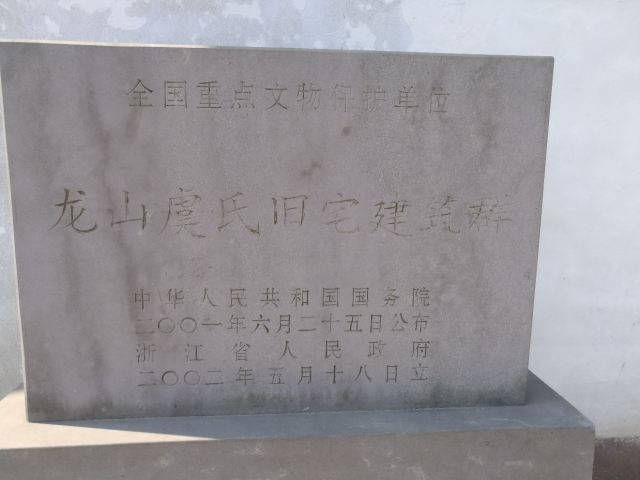 全国重点文物保护单位
龙山虞氏旧宅建筑群
中华人民共和国国务院
二〇〇一年六月二十五日公布
浙江省人民政府
二〇〇二年五月十八日立